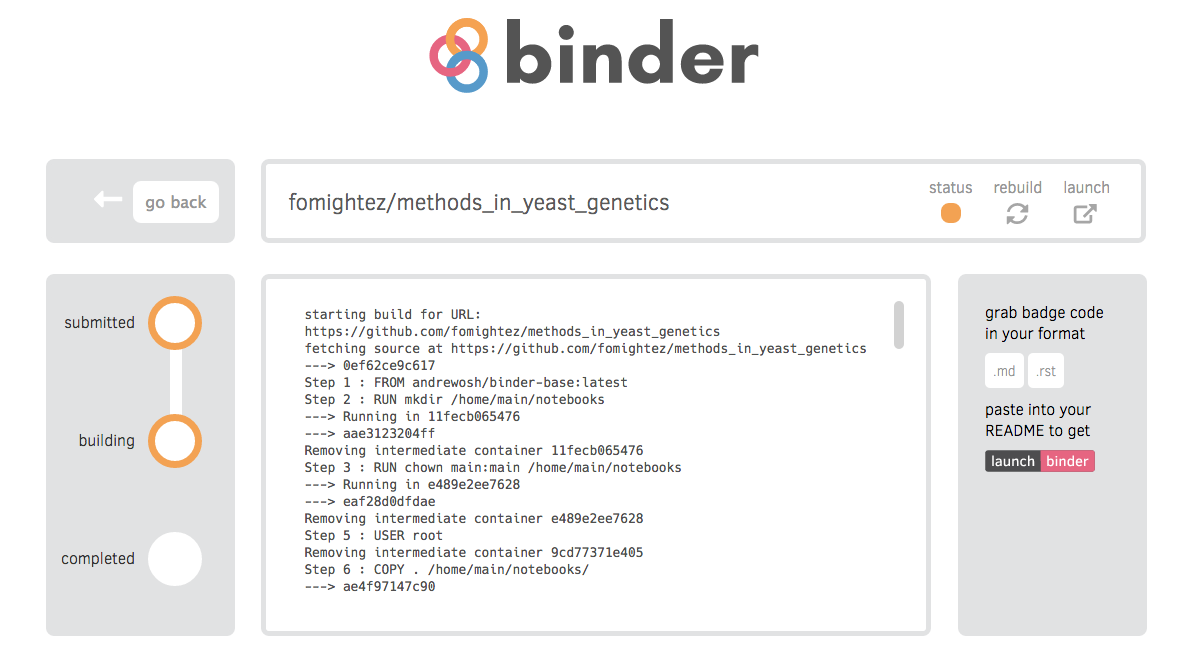 binder
go back
fomightez/methods_in_yeast_genetics
status rebuild launch
submitted
building
completed
starting build for URL:
https://github.com/fomightez/methods_in_yeast_genetics
fetching source at https://github.com/fomightez/methods_in_yeast_genetics
---> 0ef62ce9c617
Step 1 : FROM andrewosh/binder-base:latest
Step 2 : RUN mkdir /home/main/notebooks
---> Running in 11fecb065476
---> aae3123204ff
Removing intermediate container 11fecb065476
Step 3 : RUN chown main:main /home/main/notebooks
---> Running in e489e2ee7628
---> eaf28d0dfdae
Removing intermediate container e489e2ee7628
Step 5 : USER root
Removing intermediate container 9cd77371e405
Step 6 : COPY . /home/main/notebooks/
---> ae4f97147c90
grab badge code
in your format
.md .rst
paste into your
README to get
launch binder